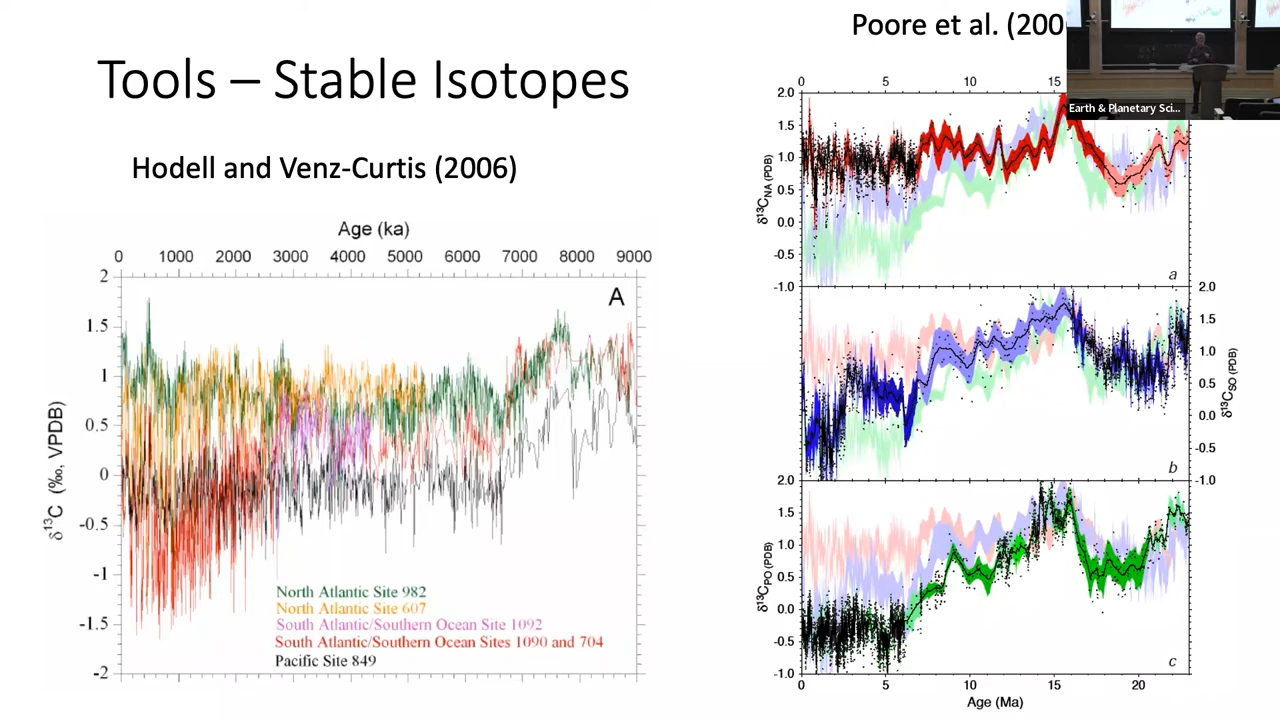 Poore et al. (200
Tools – Stable Isotopes
Earth & Planetary Sci...
Hodell and Venz-Curtis (2006)
Age (ka)
0 1000 2000 3000 4000 5000 6000 7000 8000 9000
2
1.5
1
0.5
0
-0.5
-1
-1.5
-2
δ¹³C (‰, VPDB)
A
North Atlantic Site 982
North Atlantic Site 607
South Atlantic/Southern Ocean Site 1092
South Atlantic/Southern Ocean Sites 1090 and 704
Pacific Site 849
0 5 10 15
2.0
1.5
1.0
0.5
0.0
-0.5
-1.0
δ¹³C NA (PDB)
a
2.0
1.5
1.0
0.5
0.0
-0.5
-1.0
δ¹³C SO (PDB)
b
2.0
1.5
1.0
0.5
0.0
-0.5
-1.0
δ¹³C PO (PDB)
c
0 5 10 15 20
Age (Ma)